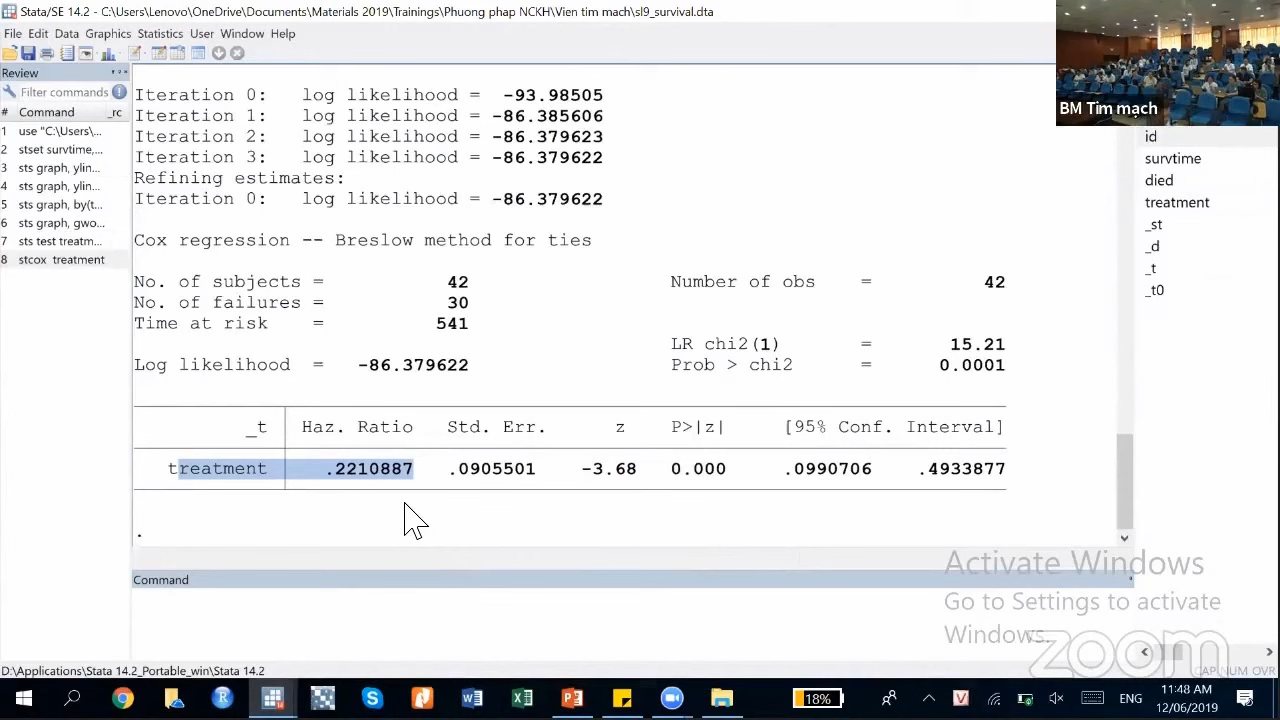 Stata/SE 14.2 - C:\Users\Lenovo\OneDrive\Documents\Materials 2019\Trainings\Phuong phap NCKH\Vien tim mach\sl9_survival.dta
File Edit Data Graphics Statistics User Window Help
Review
Filter commands
# Command _rc
1 use "C:\Users\...
2 stset survtime,...
3 sts graph, ylin...
4 sts graph, ylin...
5 sts graph, by(t...
6 sts graph, gwo...
7 sts test treatm...
8 stcox treatment
Iteration 0: log likelihood = -93.98505
Iteration 1: log likelihood = -86.385606
Iteration 2: log likelihood = -86.379623
Iteration 3: log likelihood = -86.379622
Refining estimates:
Iteration 0: log likelihood = -86.379622
Cox regression -- Breslow method for ties
No. of subjects = 42 Number of obs = 42
No. of failures = 30
Time at risk = 541
LR chi2(1) = 15.21
Log likelihood = -86.379622 Prob > chi2 = 0.0001
_t Haz. Ratio Std. Err. z P>|z| [95% Conf. Interval]
treatment .2210887 .0905501 -3.68 0.000 .0990706 .4933877
.
Command
BM Tim mạch
id
survtime
died
treatment
_st
_d
_t
_t0
Activate Windows
Go to Settings to activate
Windows.
zoom
D:\Applications\Stata 14.2_Portable_win\Stata 14.2
CAP NUM OVR
18%
ENG
11:48 AM
12/06/2019